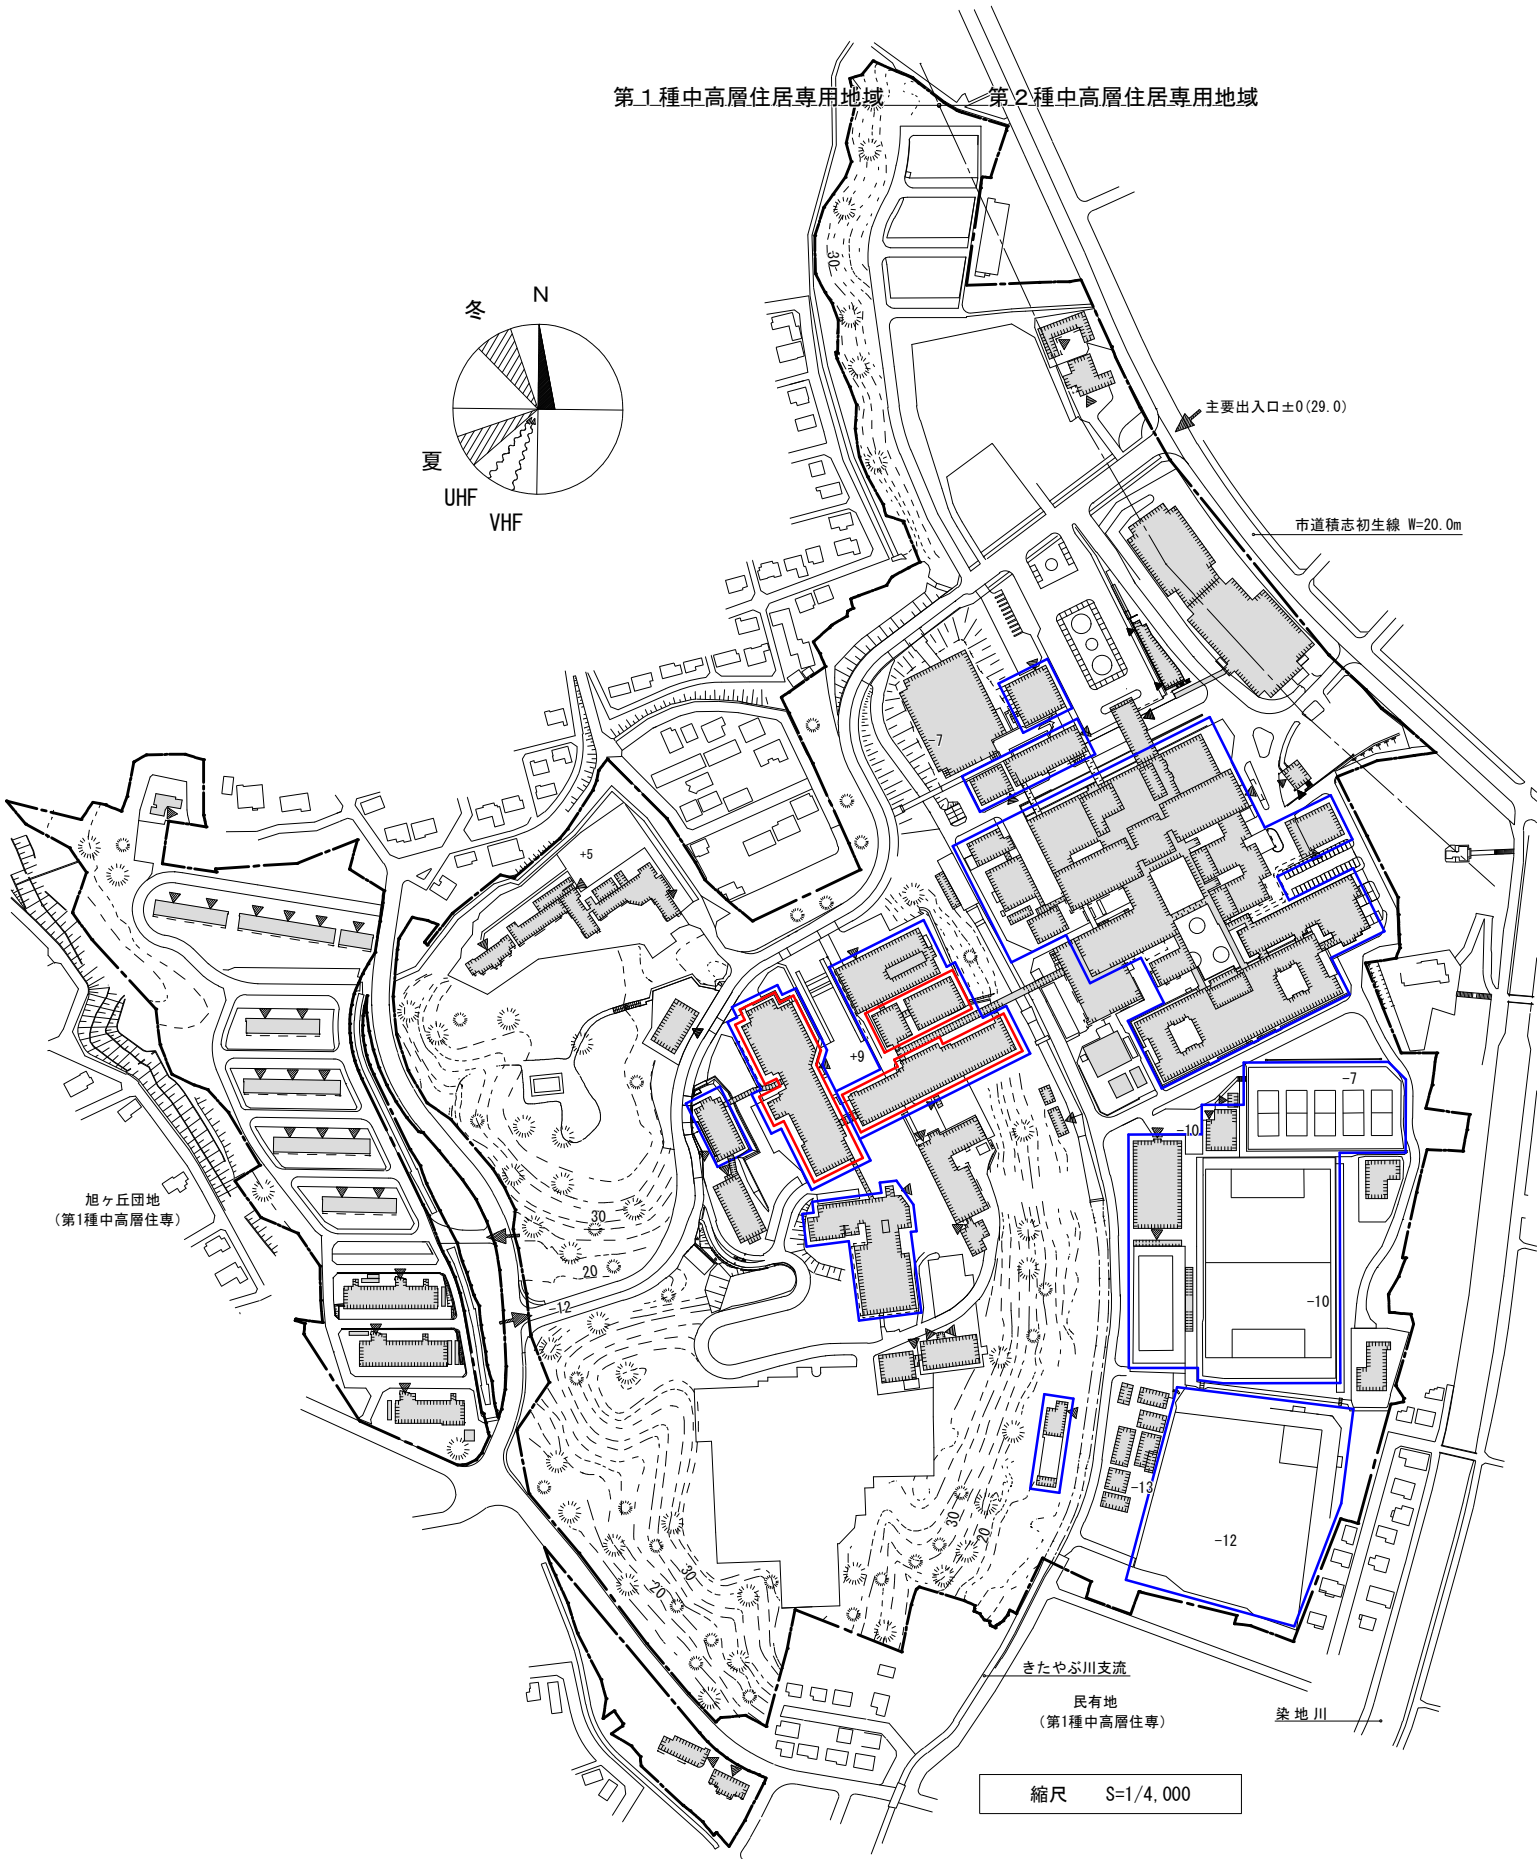 第１種中高層住居専用地域
第２種中高層住居専用地域
30
冬
N
夏
UHF
VHF
主要出入口±0(29.0)
市道積志初生線 W=20.0m
-7
+5
+9
-7
-10
旭ヶ丘団地
(第1種中高層住専)
30
20
-12
-10
-13
-12
30
20
30
20
きたやぶ川支流
民有地
(第1種中高層住専)
染地川
縮尺 S=1/4,000